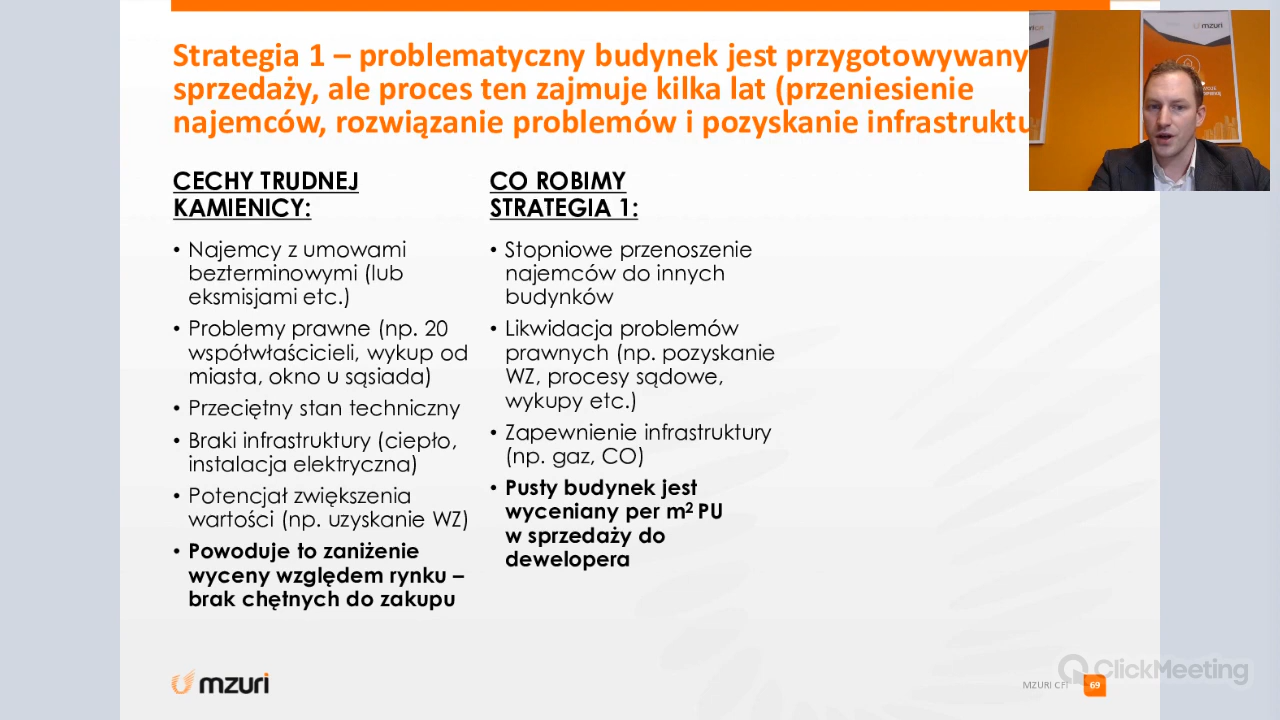 Strategia 1 – problematyczny budynek jest przygotowywany
sprzedaży, ale proces ten zajmuje kilka lat (przeniesienie
najemców, rozwiązanie problemów i pozyskanie infrastruktu
CECHY TRUDNEJ
KAMIENICY:
• Najemcy z umowami
bezterminowymi (lub
eksmisjami etc.)
• Problemy prawne (np. 20
współwłaścicieli, wykup od
miasta, okno u sąsiada)
• Przeciętny stan techniczny
• Braki infrastruktury (ciepło,
instalacja elektryczna)
• Potencjał zwiększenia
wartości (np. uzyskanie WZ)
• Powoduje to zaniżenie
wyceny względem rynku –
brak chętnych do zakupu
CO ROBIMY
STRATEGIA 1:
• Stopniowe przenoszenie
najemców do innych
budynków
• Likwidacja problemów
prawnych (np. pozyskanie
WZ, procesy sądowe,
wykupy etc.)
• Zapewnienie infrastruktury
(np. gaz, CO)
• Pusty budynek jest
wyceniany per m² PU
w sprzedaży do
dewelopera
mzuri
mzuri
MZURI CFI
69
ClickMeeting